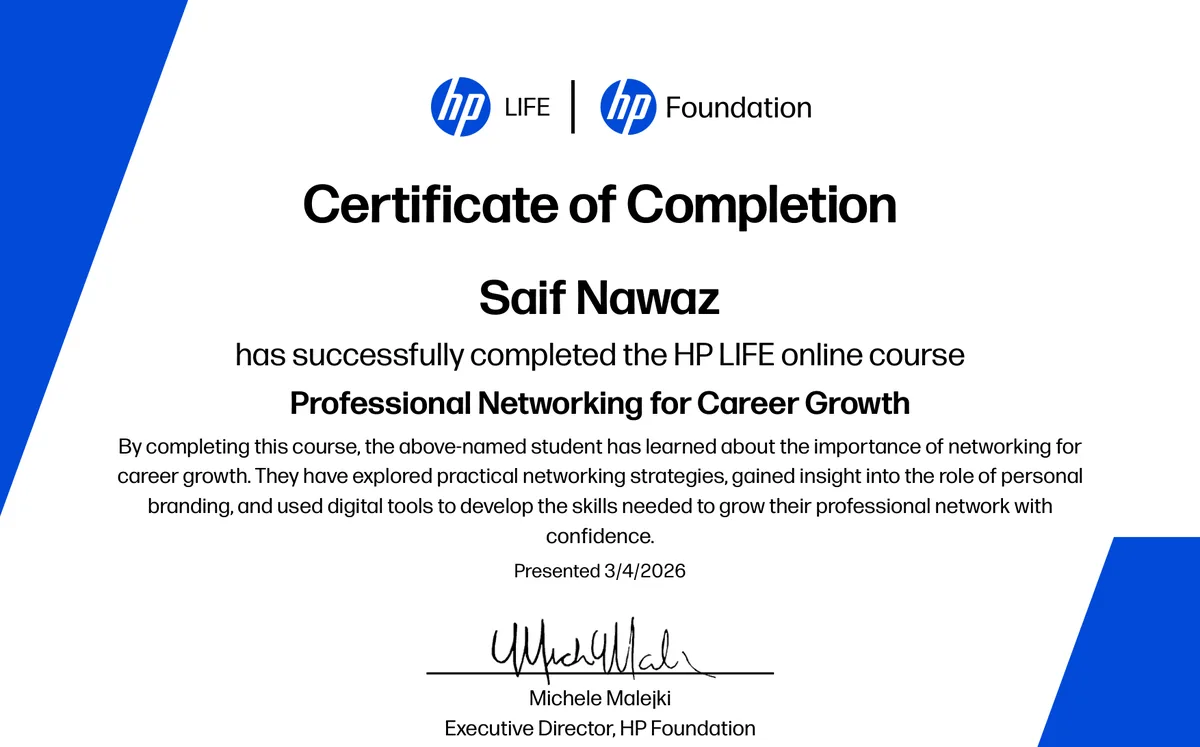 hp LIFE | hp Foundation
Certificate of Completion
Saif Nawaz
has successfully completed the HP LIFE online course
Professional Networking for Career Growth
By completing this course, the above-named student has learned about the importance of networking for
career growth. They have explored practical networking strategies, gained insight into the role of personal
branding, and used digital tools to develop the skills needed to grow their professional network with
confidence.
Presented 3/4/2026
Michele Malejki
Executive Director, HP Foundation